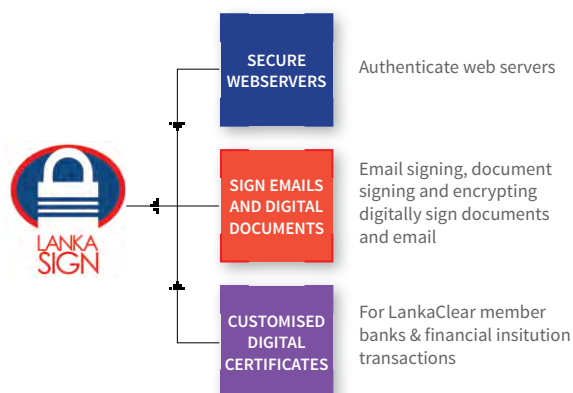 SECURE
WEBSERVERS
Authenticate web servers
LANKA
SIGN
SIGN EMAILS
AND DIGITAL
DOCUMENTS
Email signing, document
signing and encrypting
digitally sign documents
and email
CUSTOMISED
DIGITAL
CERTIFICATES
For LankaClear member
banks & financial insitution
transactions